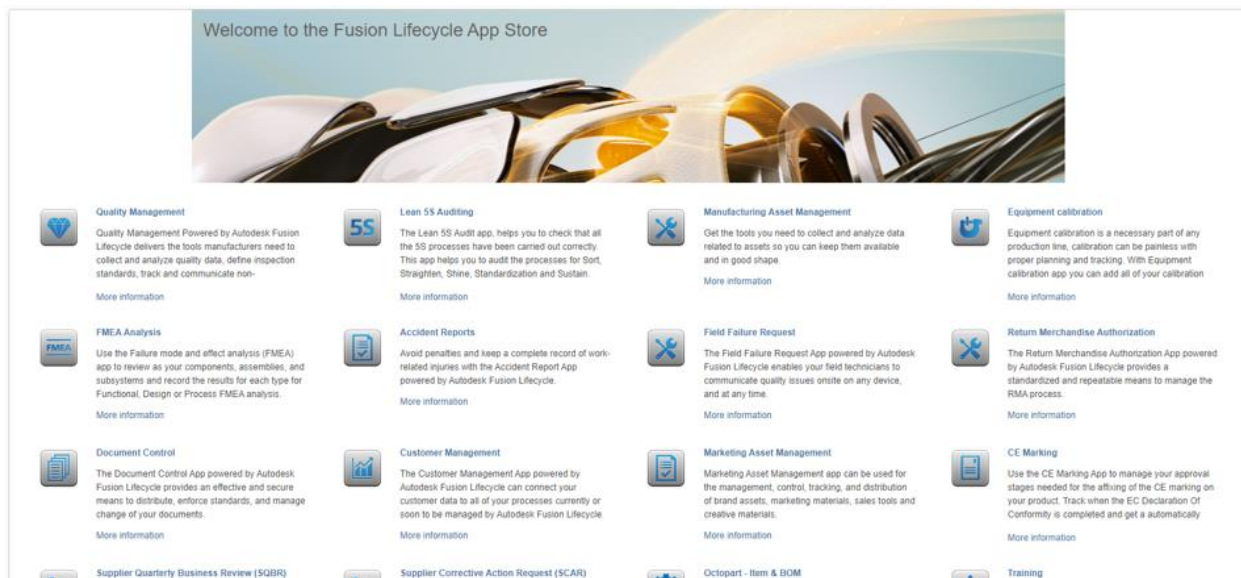 Welcome to the Fusion Lifecycle App Store
Quality Management
Quality Management Powered by Autodesk Fusion
Lifecycle delivers the tools manufacturers need to
collect and analyze quality data, define inspection
standards, track and communicate non-
More information
5S
Lean 5S Auditing
The Lean 5S Audit app, helps you to check that all
the 5S processes have been carried out correctly.
This app helps you to audit the processes for Sort,
Straighten, Shine, Standardization and Sustain.
More information
Manufacturing Asset Management
Get the tools you need to collect and analyze data
related to assets so you can keep them available
and in good shape.
More information
Equipment calibration
Equipment calibration is a necessary part of any
production line, calibration can be painless with
proper planning and tracking. With Equipment
calibration app you can add all of your calibration
More information
FMEA
FMEA Analysis
Use the Failure mode and effect analysis (FMEA)
app to review as your components, assemblies, and
subsystems and record the results for each type for
Functional, Design or Process FMEA analysis.
More information
Accident Reports
Avoid penalties and keep a complete record of work-
related injuries with the Accident Report App
powered by Autodesk Fusion Lifecycle.
More information
Field Failure Request
The Field Failure Request App powered by Autodesk
Fusion Lifecycle enables your field technicians to
communicate quality issues onsite on any device,
and at any time.
More information
Return Merchandise Authorization
The Return Merchandise Authorization App powered
by Autodesk Fusion Lifecycle provides a
standardized and repeatable means to manage the
RMA process.
More information
Document Control
The Document Control App powered by Autodesk
Fusion Lifecycle provides an effective and secure
means to distribute, enforce standards, and manage
change of your documents.
More information
Customer Management
The Customer Management App powered by
Autodesk Fusion Lifecycle can connect your
customer data to all of your processes currently or
soon to be managed by Autodesk Fusion Lifecycle
More information
Marketing Asset Management
Marketing Asset Management app can be used for
the management, control, tracking, and distribution
of brand assets, marketing materials, sales tools and
creative materials.
More information
CE Marking
Use the CE Marking App to manage your approval
stages needed for the affixing of the CE marking on
your product. Track when the EC Declaration Of
Conformity is completed and get a automatically
More information
Supplier Quarterly Business Review (SQBR)
Supplier Corrective Action Request (SCAR)
Octopart - Item & BOM
Training